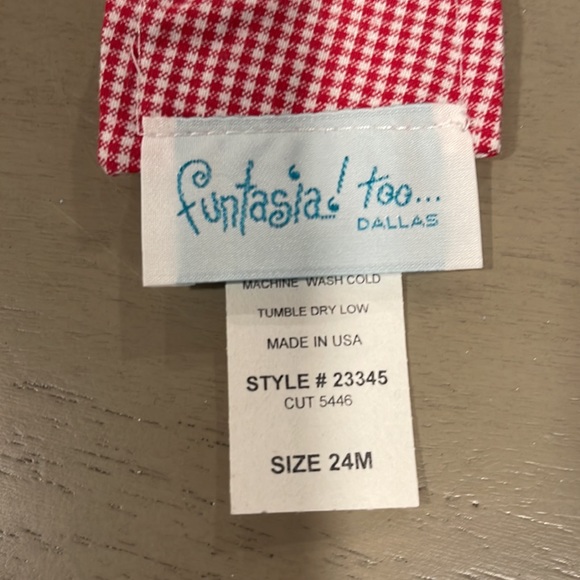 funtasia! too...
DALLAS
MACHINE WASH COLD
TUMBLE DRY LOW
MADE IN USA
STYLE # 23345
CUT 5446
SIZE 24M